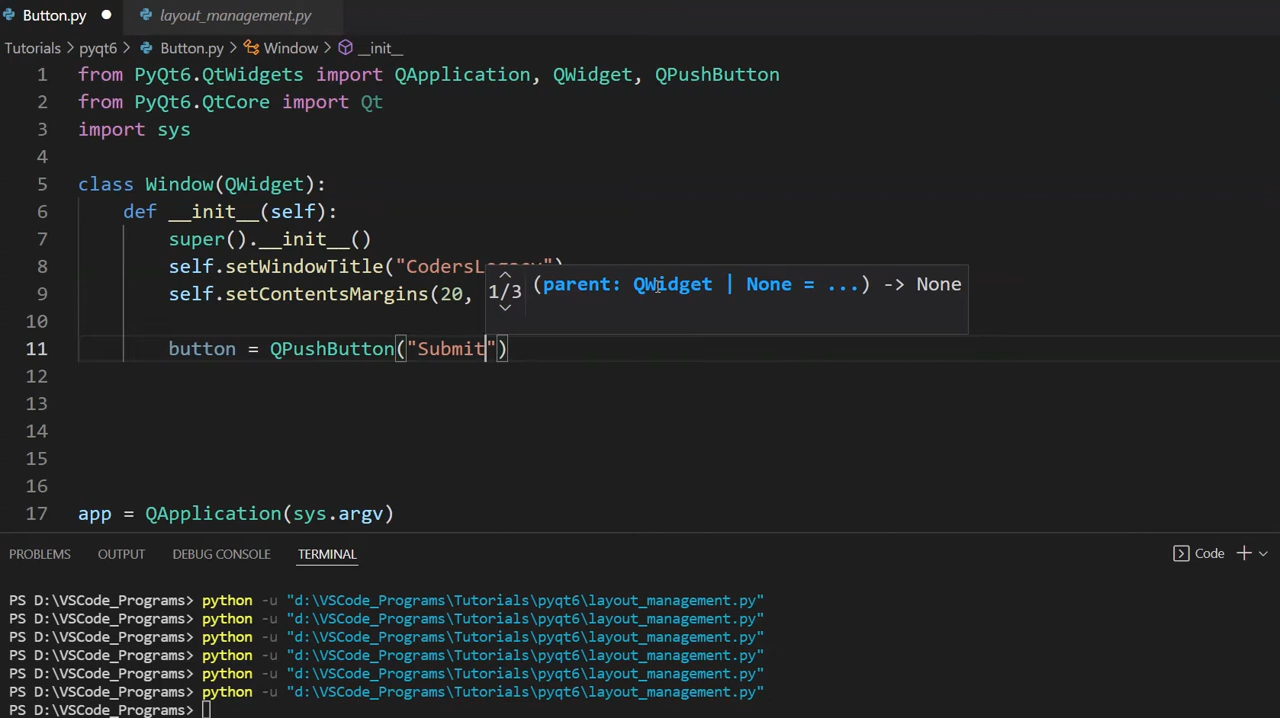 Button.py
layout_management.py
Tutorials > pyqt6 > Button.py > Window > __init__
1 from PyQt6.QtWidgets import QApplication, QWidget, QPushButton
2 from PyQt6.QtCore import Qt
3 import sys
4
5 class Window(QWidget):
6 def __init__(self):
7 super().__init__()
8 self.setWindowTitle("CodersLegacy")
9 self.setContentsMargins(20,
1/3 (parent: QWidget | None = ...) -> None
10
11 button = QPushButton("Submit")
12
13
14
15
16
17 app = QApplication(sys.argv)
PROBLEMS OUTPUT DEBUG CONSOLE TERMINAL Code
PS D:\VSCode_Programs> python -u "d:\VSCode_Programs\Tutorials\pyqt6\layout_management.py"
PS D:\VSCode_Programs> python -u "d:\VSCode_Programs\Tutorials\pyqt6\layout_management.py"
PS D:\VSCode_Programs> python -u "d:\VSCode_Programs\Tutorials\pyqt6\layout_management.py"
PS D:\VSCode_Programs> python -u "d:\VSCode_Programs\Tutorials\pyqt6\layout_management.py"
PS D:\VSCode_Programs> python -u "d:\VSCode_Programs\Tutorials\pyqt6\layout_management.py"
PS D:\VSCode_Programs> python -u "d:\VSCode_Programs\Tutorials\pyqt6\layout_management.py"
PS D:\VSCode_Programs>